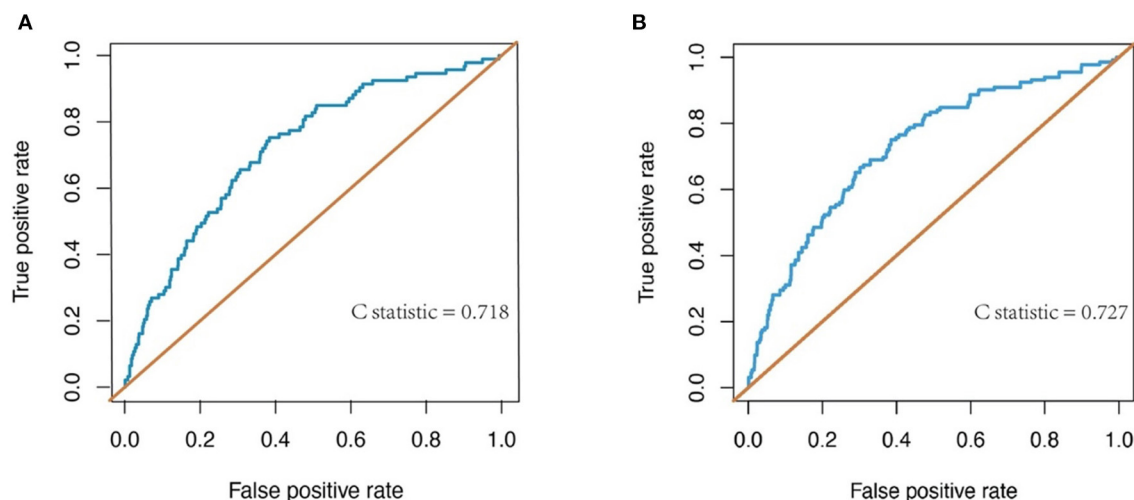 A
True positive rate
1.0
0.8
0.6
0.4
0.2
0.0
C statistic = 0.718
0.0 0.2 0.4 0.6 0.8 1.0
False positive rate
B
True positive rate
1.0
0.8
0.6
0.4
0.2
0.0
C statistic = 0.727
0.0 0.2 0.4 0.6 0.8 1.0
False positive rate